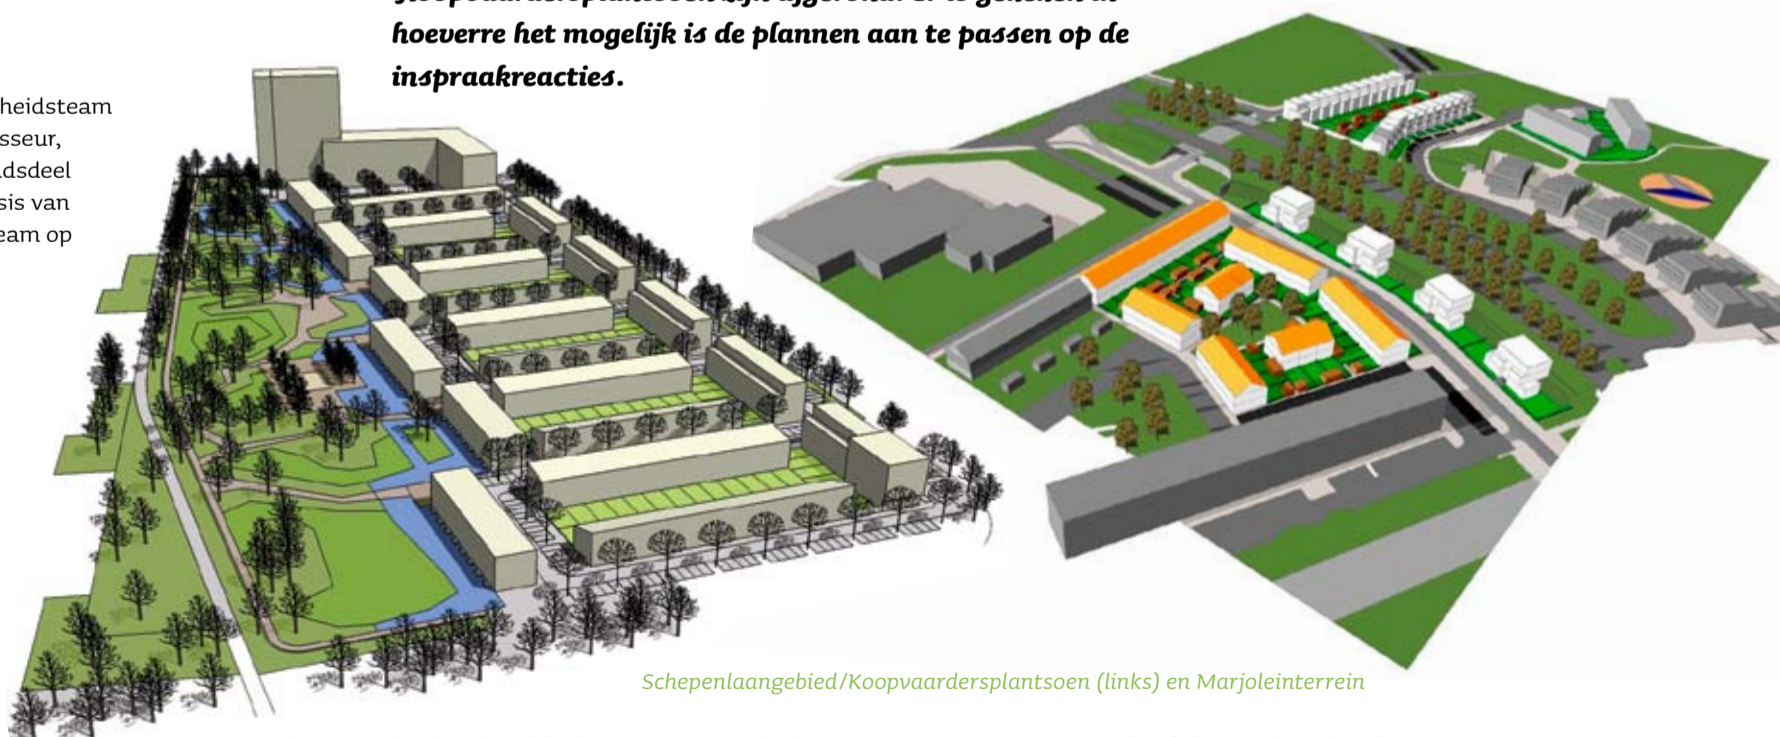 hoeverre het mogelijk is de plannen aan te passen op de
inspraakreacties.
heidsteam
sseur,
dsdeel
sis van
eam op
Schepenlaangebied/Koopvaardersplantsoen (links) en Marjoleinterrein